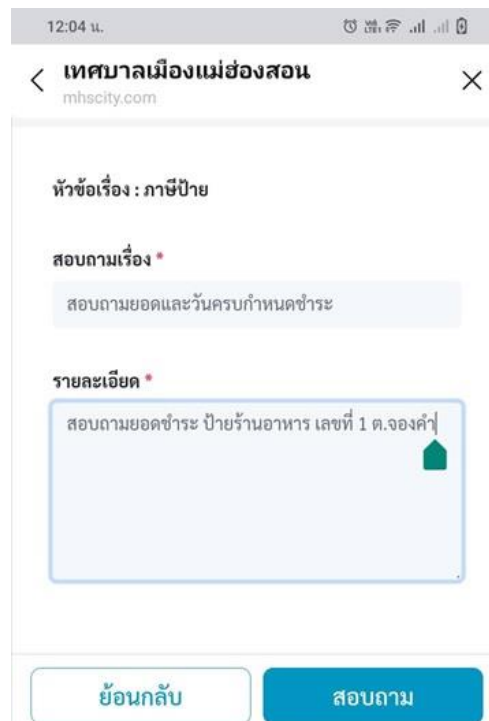 12:04 น.
เทศบาลเมืองแม่ฮ่องสอน
mhscity.com
หัวข้อเรื่อง : ภาษีป้าย
สอบถามเรื่อง *
สอบถามยอดและวันครบกำหนดชำระ
รายละเอียด *
สอบถามยอดชำระ ป้ายร้านอาหาร เลขที่ 1 ต.จองคำ
ย้อนกลับ สอบถาม